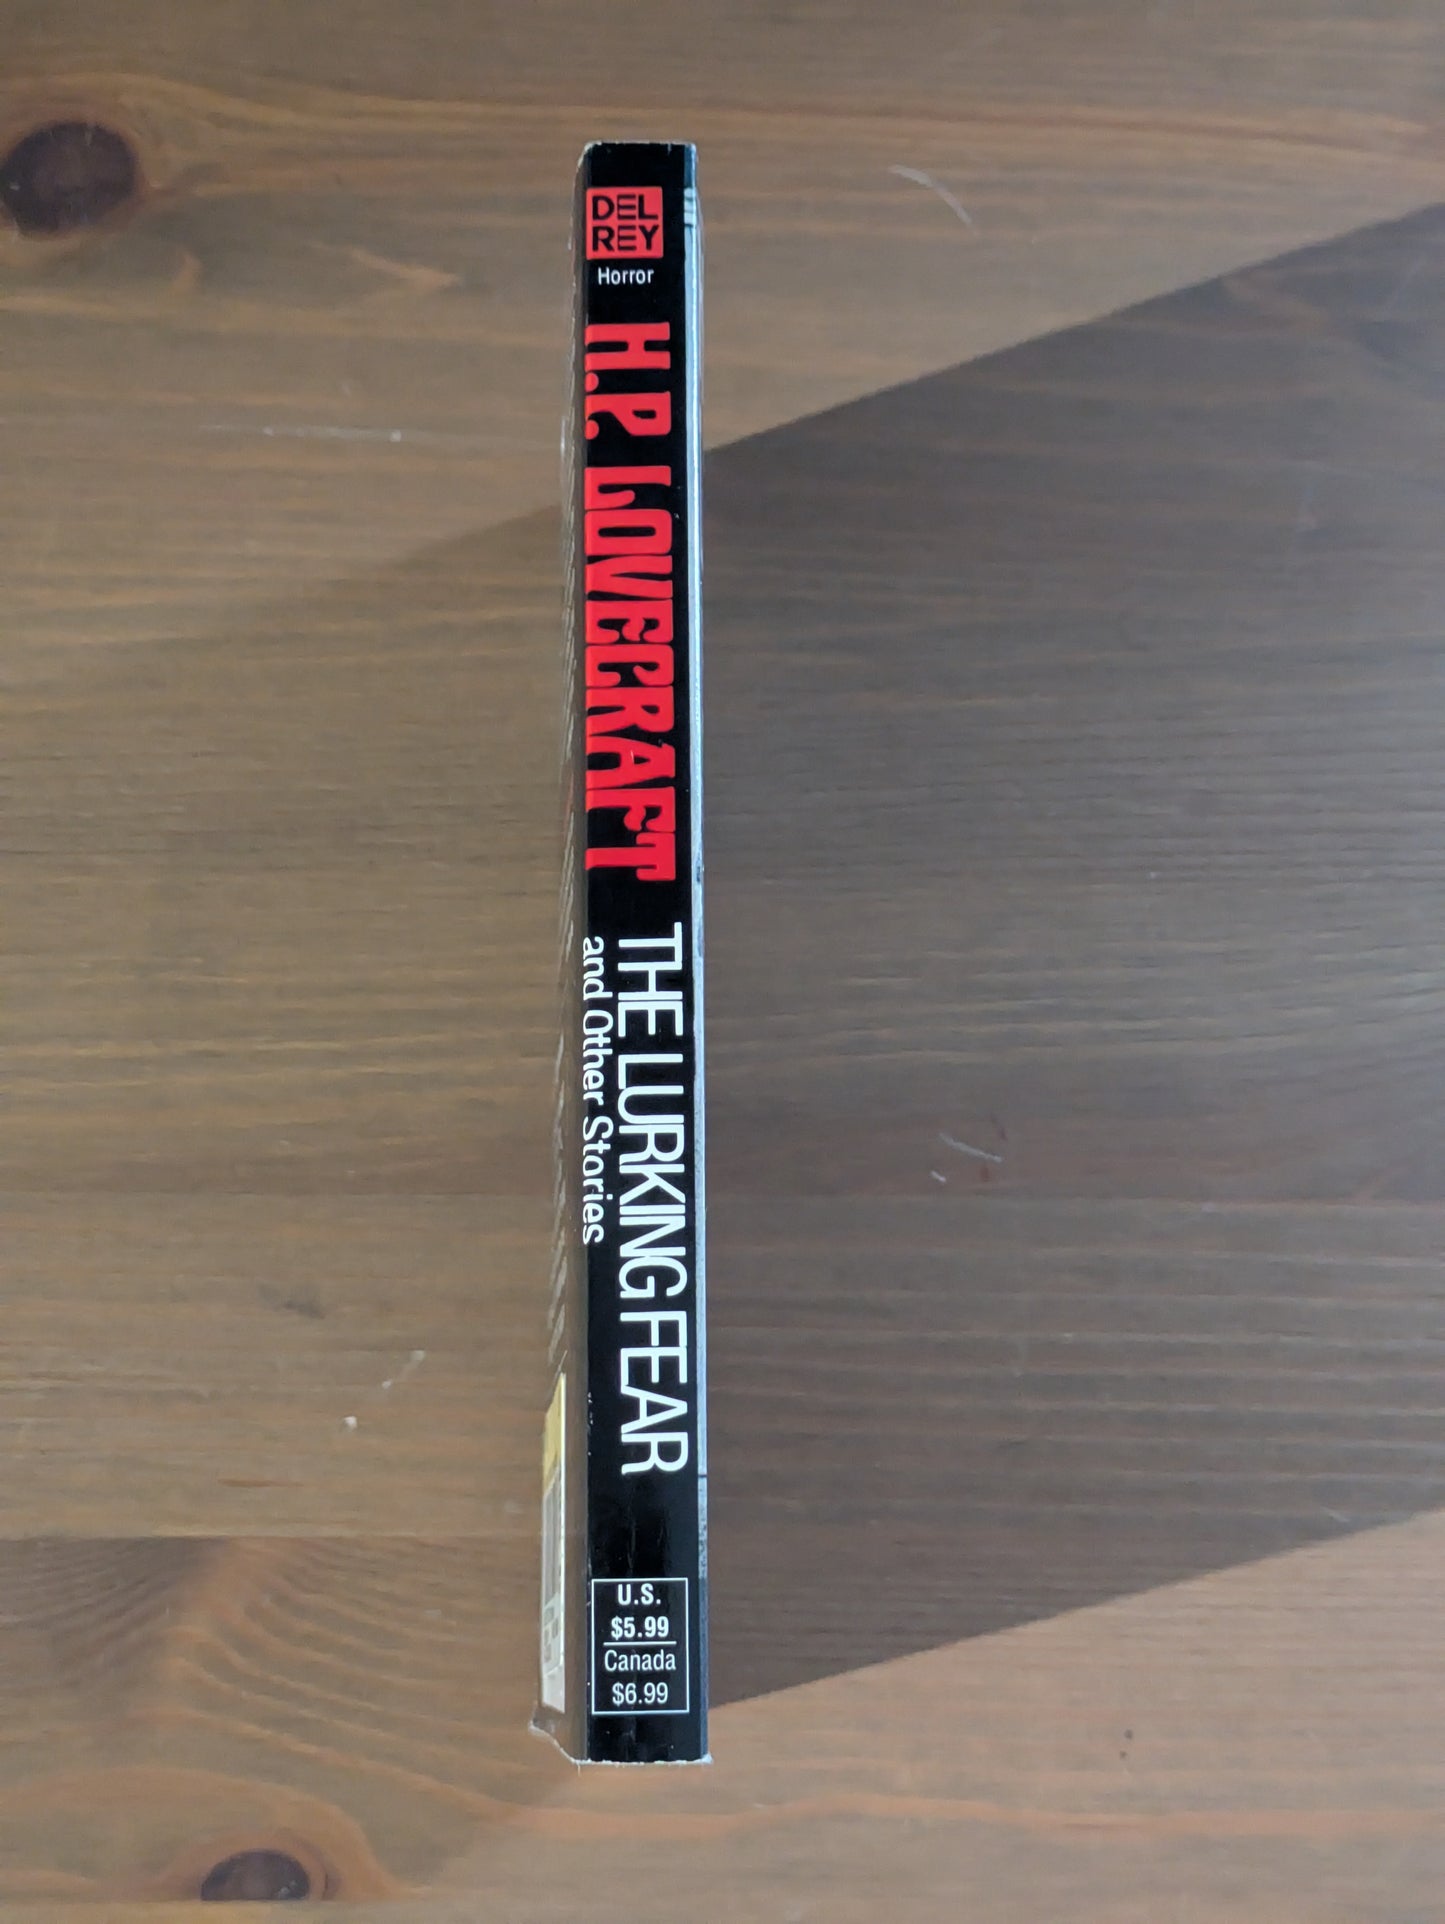 DEL
REY
Horror
H.P. LOVECRAFT
THE LURKING FEAR
and Other Stories
U.S.
$5.99
Canada
$6.99